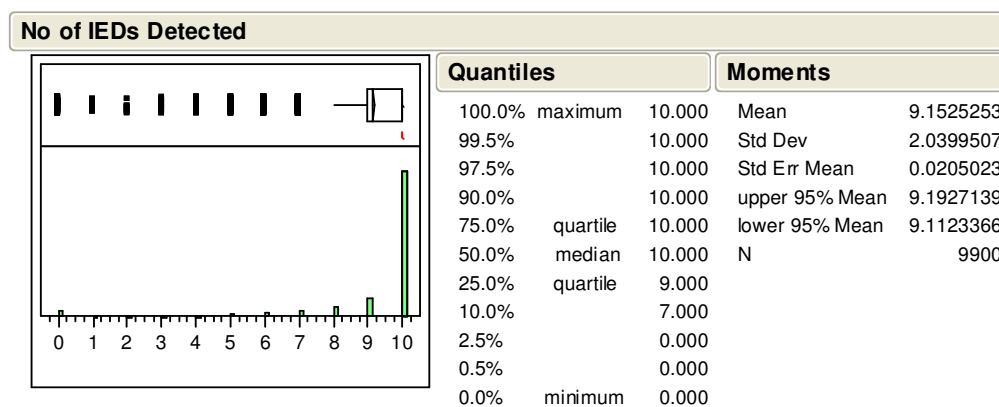 No of IEDs Detected
0 1 2 3 4 5 6 7 8 9 10
Quantiles
100.0% maximum 10.000
99.5% 10.000
97.5% 10.000
90.0% 10.000
75.0% quartile 10.000
50.0% median 10.000
25.0% quartile 9.000
10.0% 7.000
2.5% 0.000
0.5% 0.000
0.0% minimum 0.000
Moments
Mean 9.1525253
Std Dev 2.0399507
Std Err Mean 0.0205023
upper 95% Mean 9.1927139
lower 95% Mean 9.1123366
N 9900